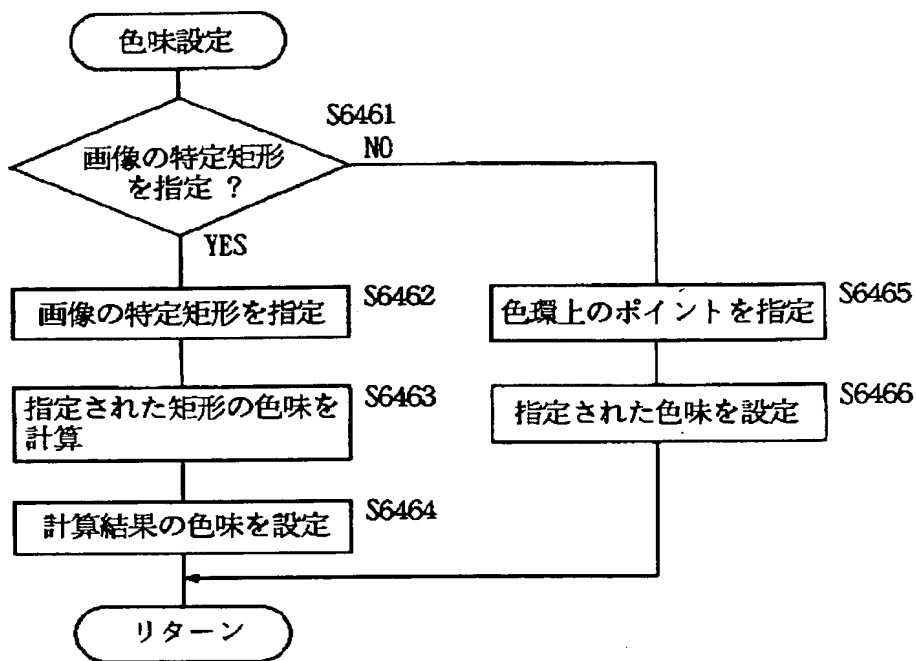 色味設定
S6461
画像の特定矩形
を指定 ?
NO
YES
画像の特定矩形を指定
S6462
指定された矩形の色味を
計算
S6463
計算結果の色味を設定
S6464
色環上のポイントを指定
S6465
指定された色味を設定
S6466
リターン